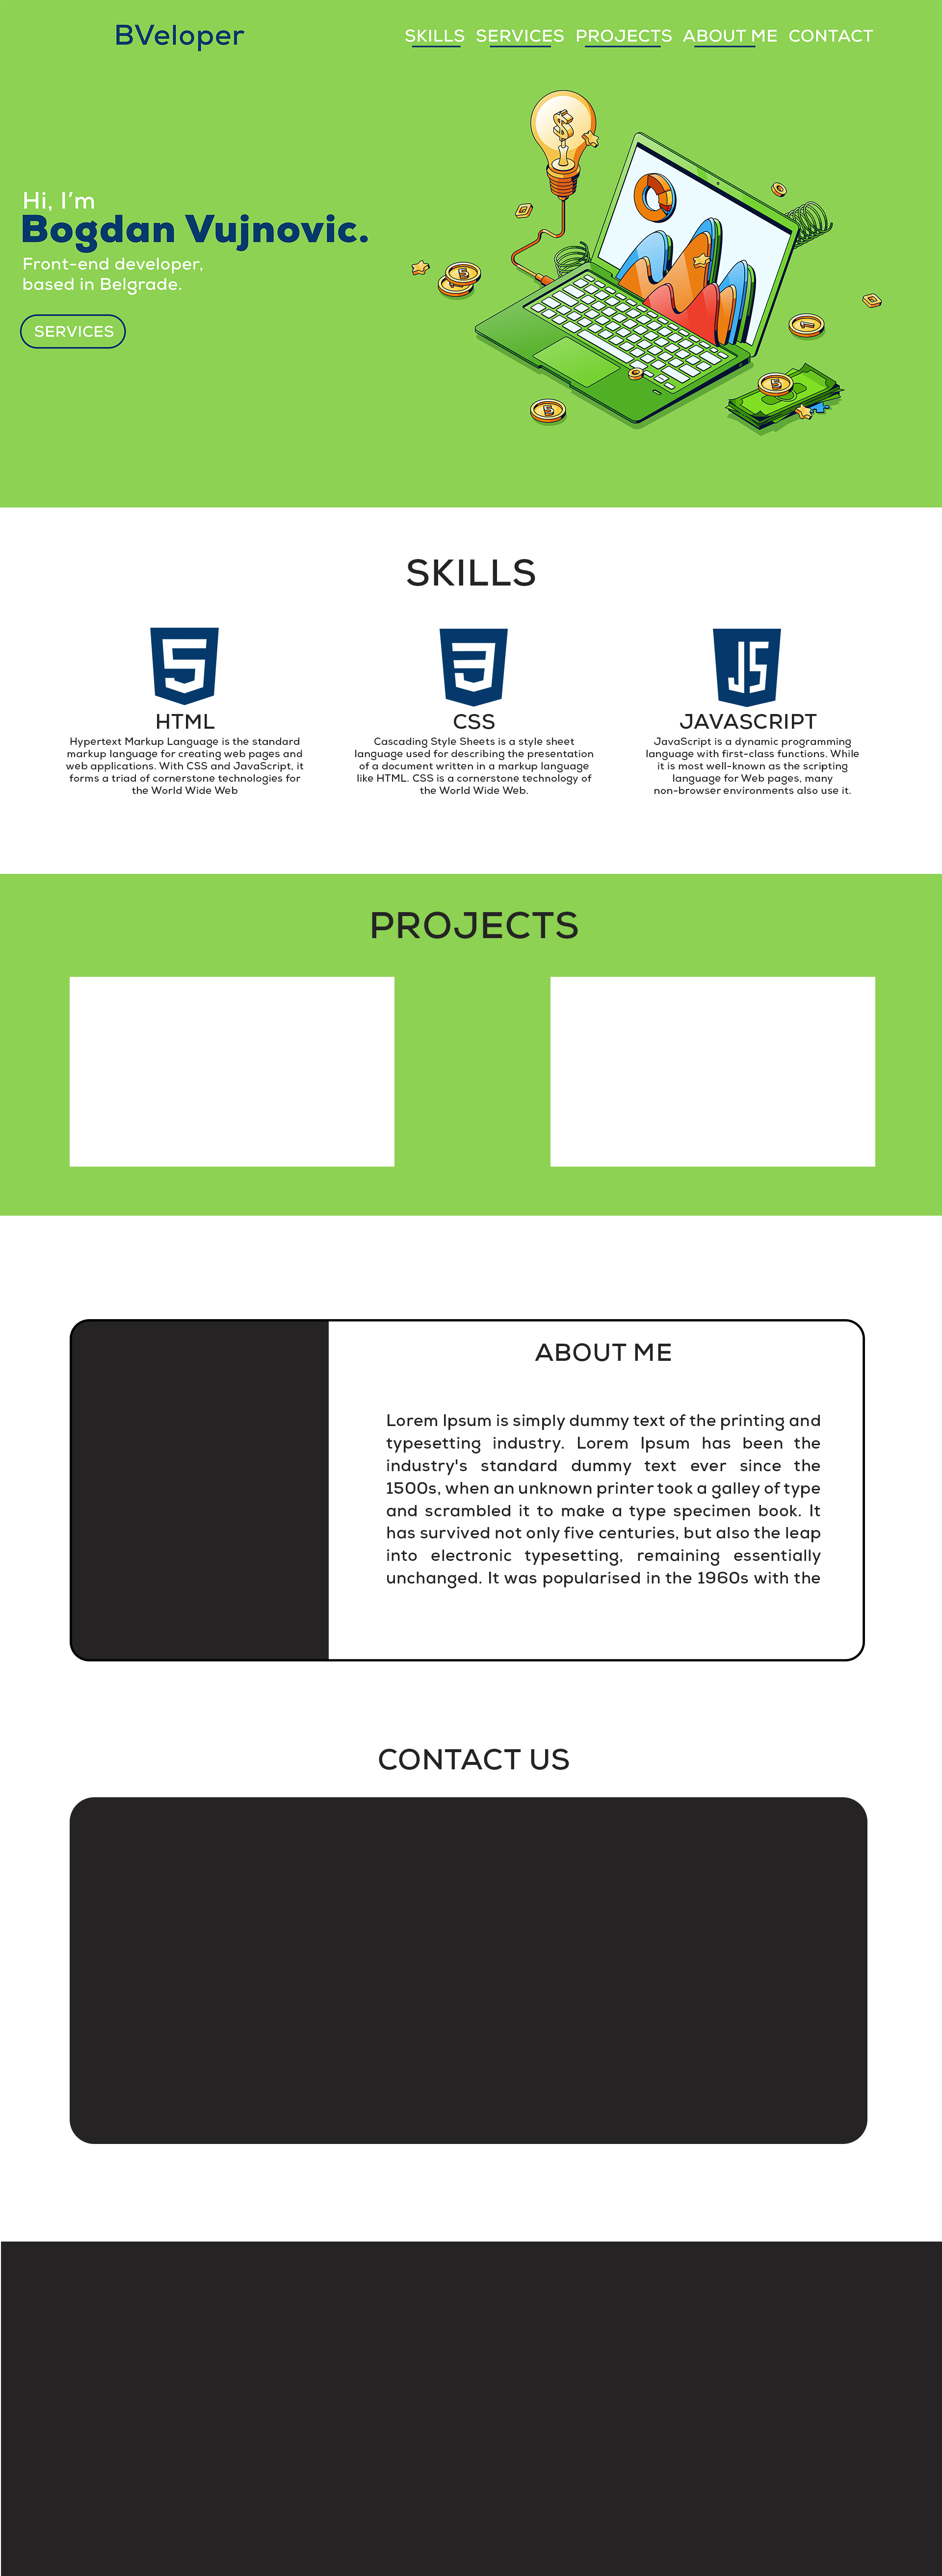 BVeloper
SKILLS SERVICES PROJECTS ABOUT ME CONTACT
Hi, I'm
Bogdan Vujnovic.
Front-end developer,
based in Belgrade.
SERVICES
SKILLS
HTML
Hypertext Markup Language is the standard
markup language for creating web pages and
web applications. With CSS and JavaScript, it
forms a triad of cornerstone technologies for
the World Wide Web
CSS
Cascading Style Sheets is a style sheet
language used for describing the presentation
of a document written in a markup language
like HTML. CSS is a cornerstone technology of
the World Wide Web.
JS
JAVASCRIPT
JavaScript is a dynamic programming
language with first-class functions. While
it is most well-known as the scripting
language for Web pages, many
non-browser environments also use it.
PROJECTS
ABOUT ME
Lorem Ipsum is simply dummy text of the printing and
typesetting industry. Lorem Ipsum has been the
industry's standard dummy text ever since the
1500s, when an unknown printer took a galley of type
and scrambled it to make a type specimen book. It
has survived not only five centuries, but also the leap
into electronic typesetting, remaining essentially
unchanged. It was popularised in the 1960s with the
CONTACT US